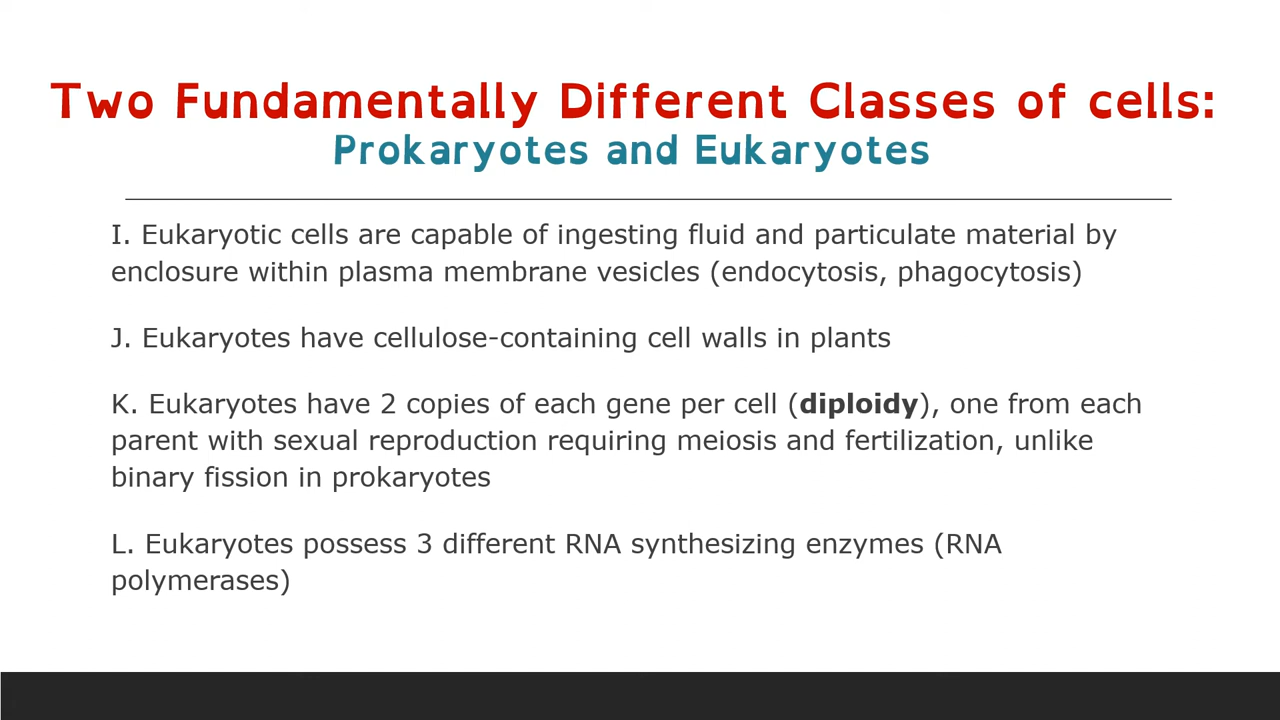 Two Fundamentally Different Classes of cells:
Prokaryotes and Eukaryotes
I. Eukaryotic cells are capable of ingesting fluid and particulate material by
enclosure within plasma membrane vesicles (endocytosis, phagocytosis)
J. Eukaryotes have cellulose-containing cell walls in plants
K. Eukaryotes have 2 copies of each gene per cell (diploidy), one from each
parent with sexual reproduction requiring meiosis and fertilization, unlike
binary fission in prokaryotes
L. Eukaryotes possess 3 different RNA synthesizing enzymes (RNA
polymerases)